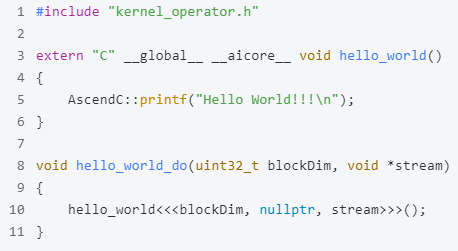 1 #include "kernel_operator.h"
2
3 extern "C" __global__ __aicore__ void hello_world()
4 {
5     AscendC::printf("Hello World!!!\n");
6 }
7
8 void hello_world_do(uint32_t blockDim, void *stream)
9 {
10     hello_world<<<blockDim, nullptr, stream>>>();
11 }